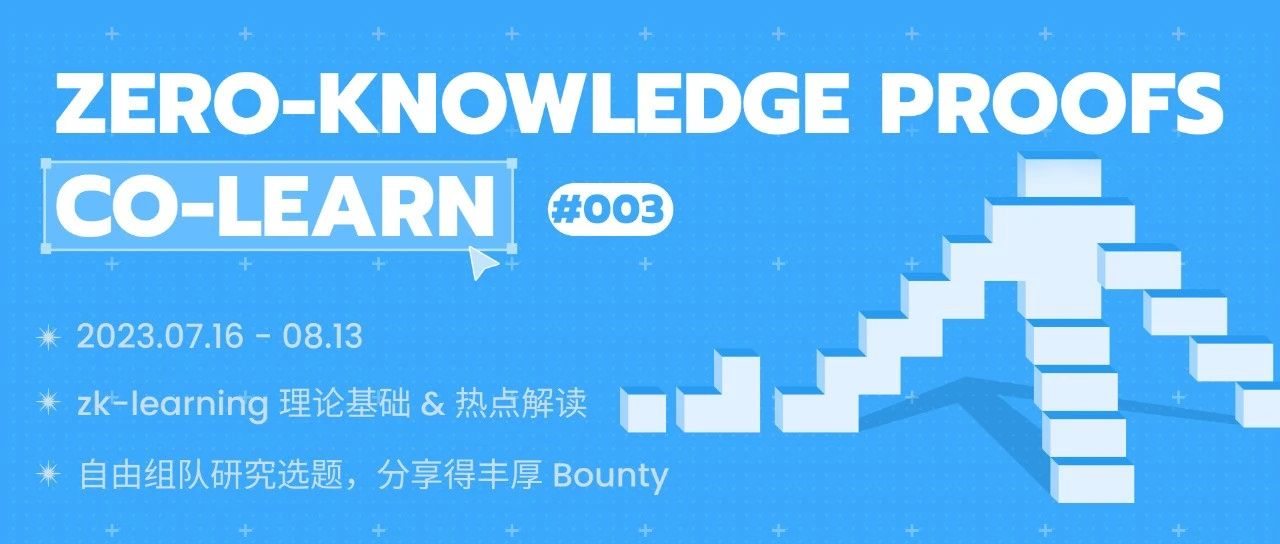 ZERO-KNOWLEDGE PROOFS
CO-LEARN #003
2023.07.16 - 08.13
zk-learning 理论基础 & 热点解读
自由组队研究选题，分享得丰厚 Bounty